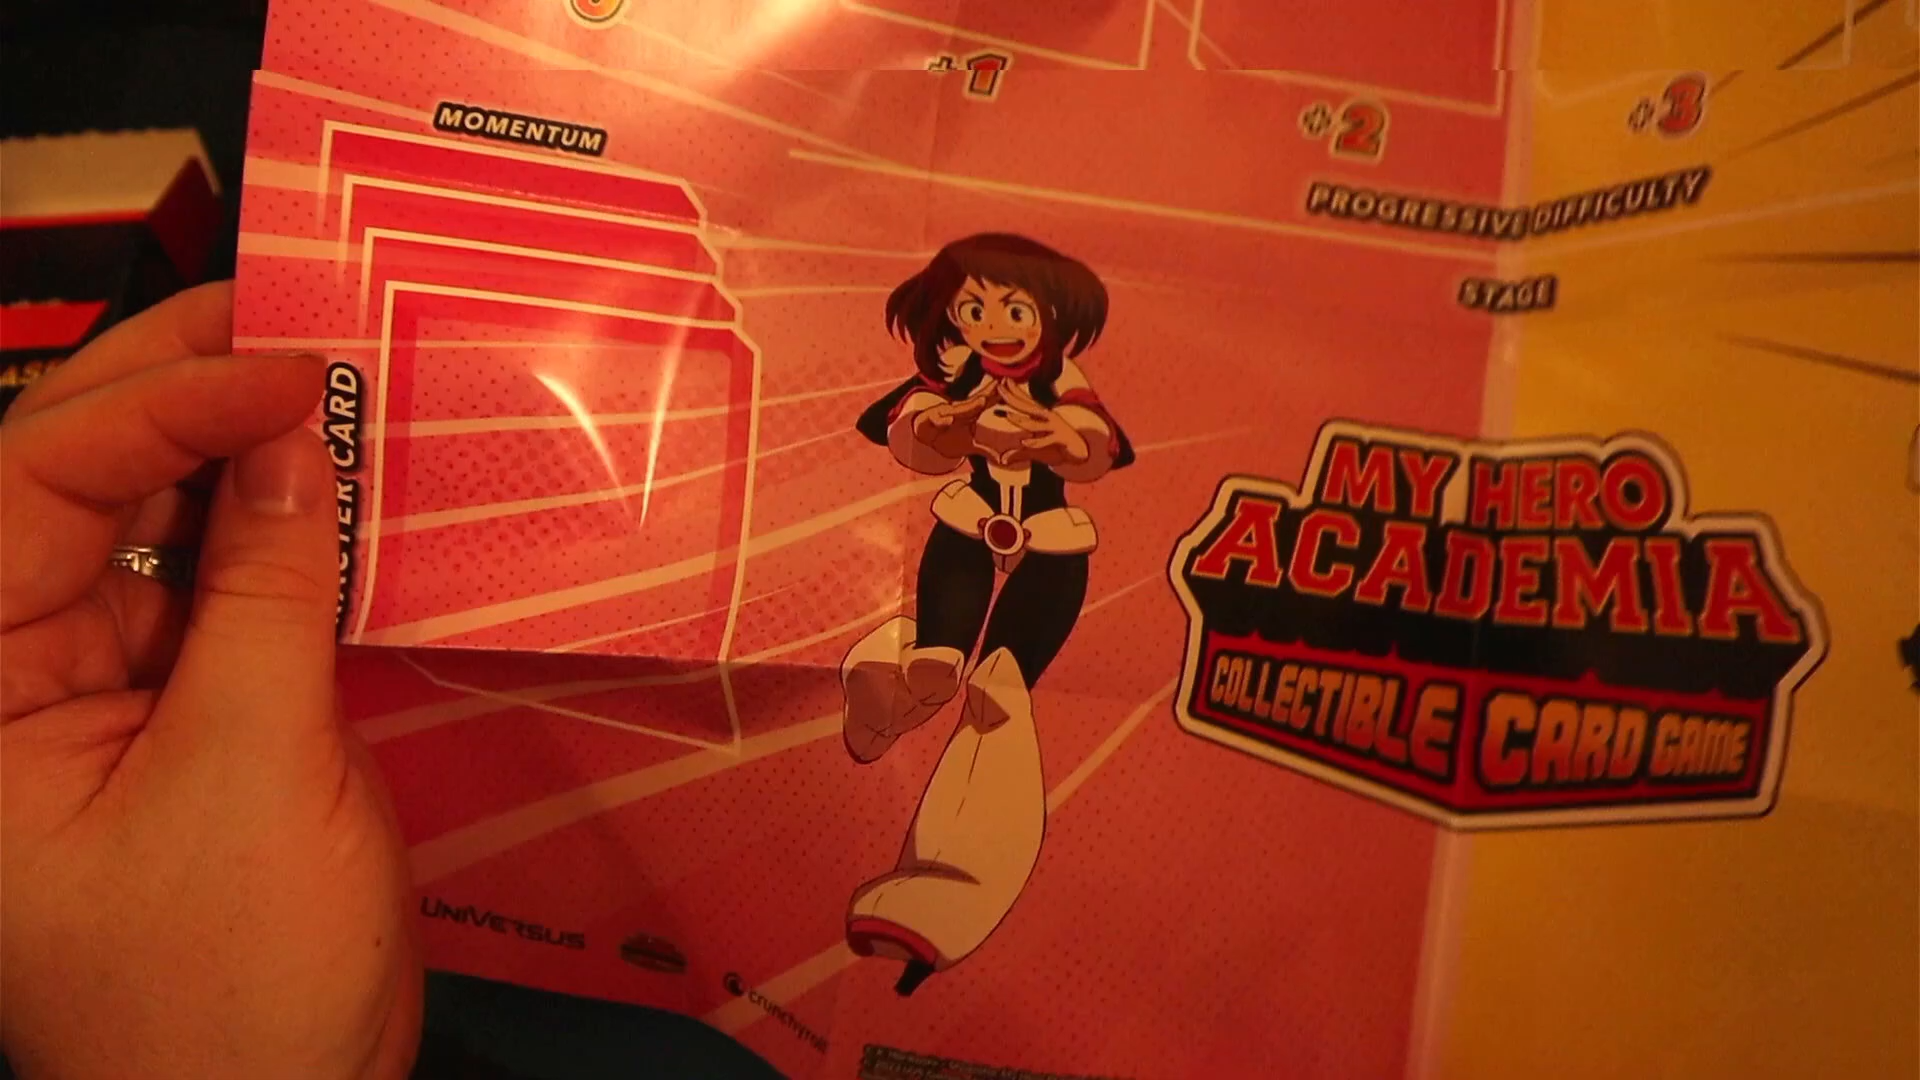 +1
+2
+3
MOMENTUM
PROGRESSIVE DIFFICULTY
STAGE
CARD
MY HERO
ACADEMIA
COLLECTIBLE CARD GAME
UNIVERSUS
crunchyroll